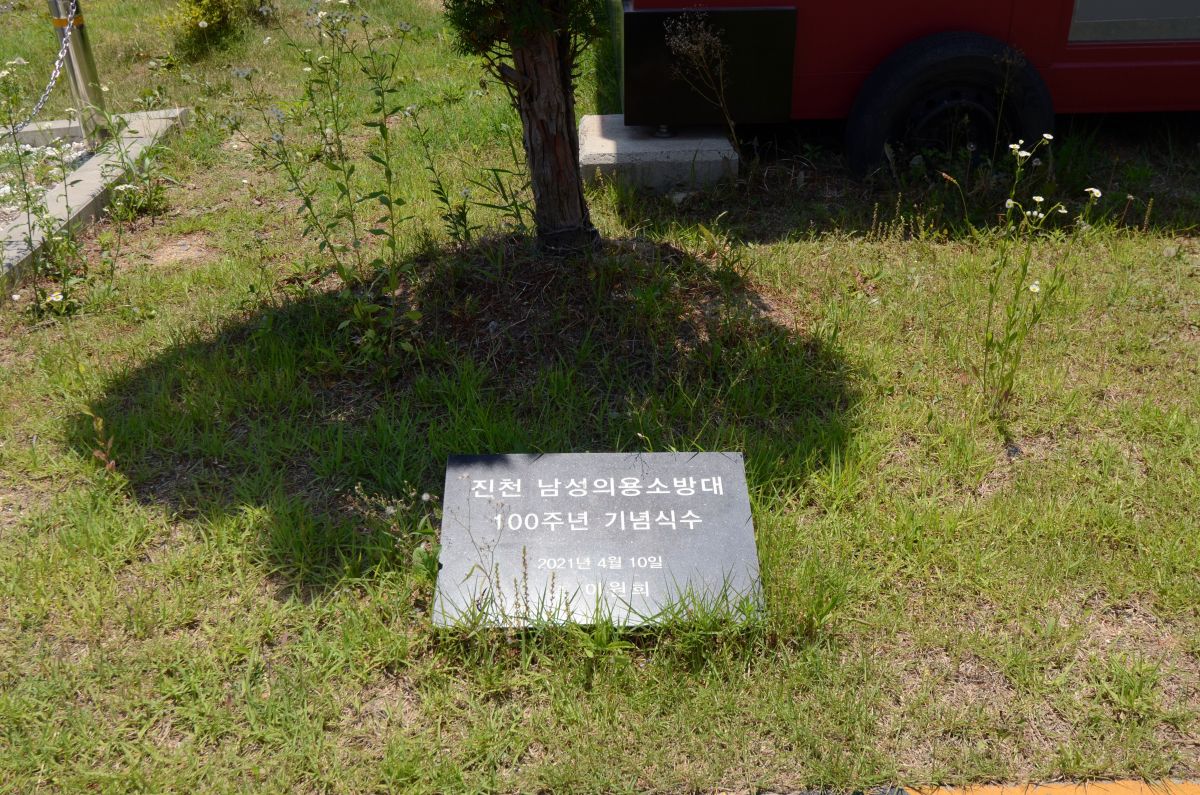 진천 남성의용소방대
100주년 기념식수
2021년 4월 10일
이원희